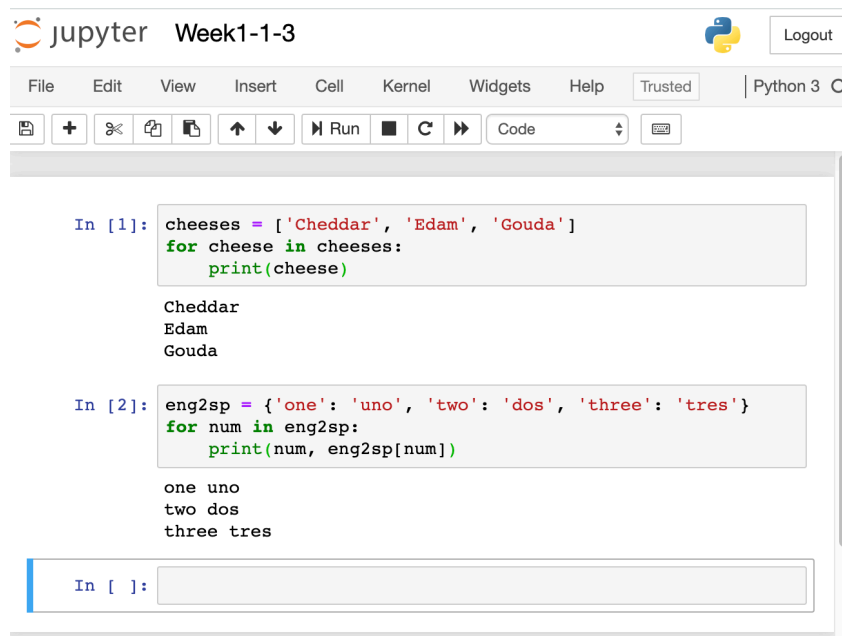 jupyter Week1-1-3 Logout
File Edit View Insert Cell Kernel Widgets Help Trusted Python 3
Run Code
In [1]: cheeses = ['Cheddar', 'Edam', 'Gouda']
for cheese in cheeses:
    print(cheese)
Cheddar
Edam
Gouda
In [2]: eng2sp = {'one': 'uno', 'two': 'dos', 'three': 'tres'}
for num in eng2sp:
    print(num, eng2sp[num])
one uno
two dos
three tres
In [ ]: